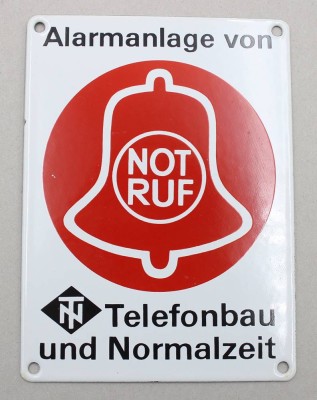 Alarmanlage von
NOT
RUF
TN Telefonbau
und Normalzeit